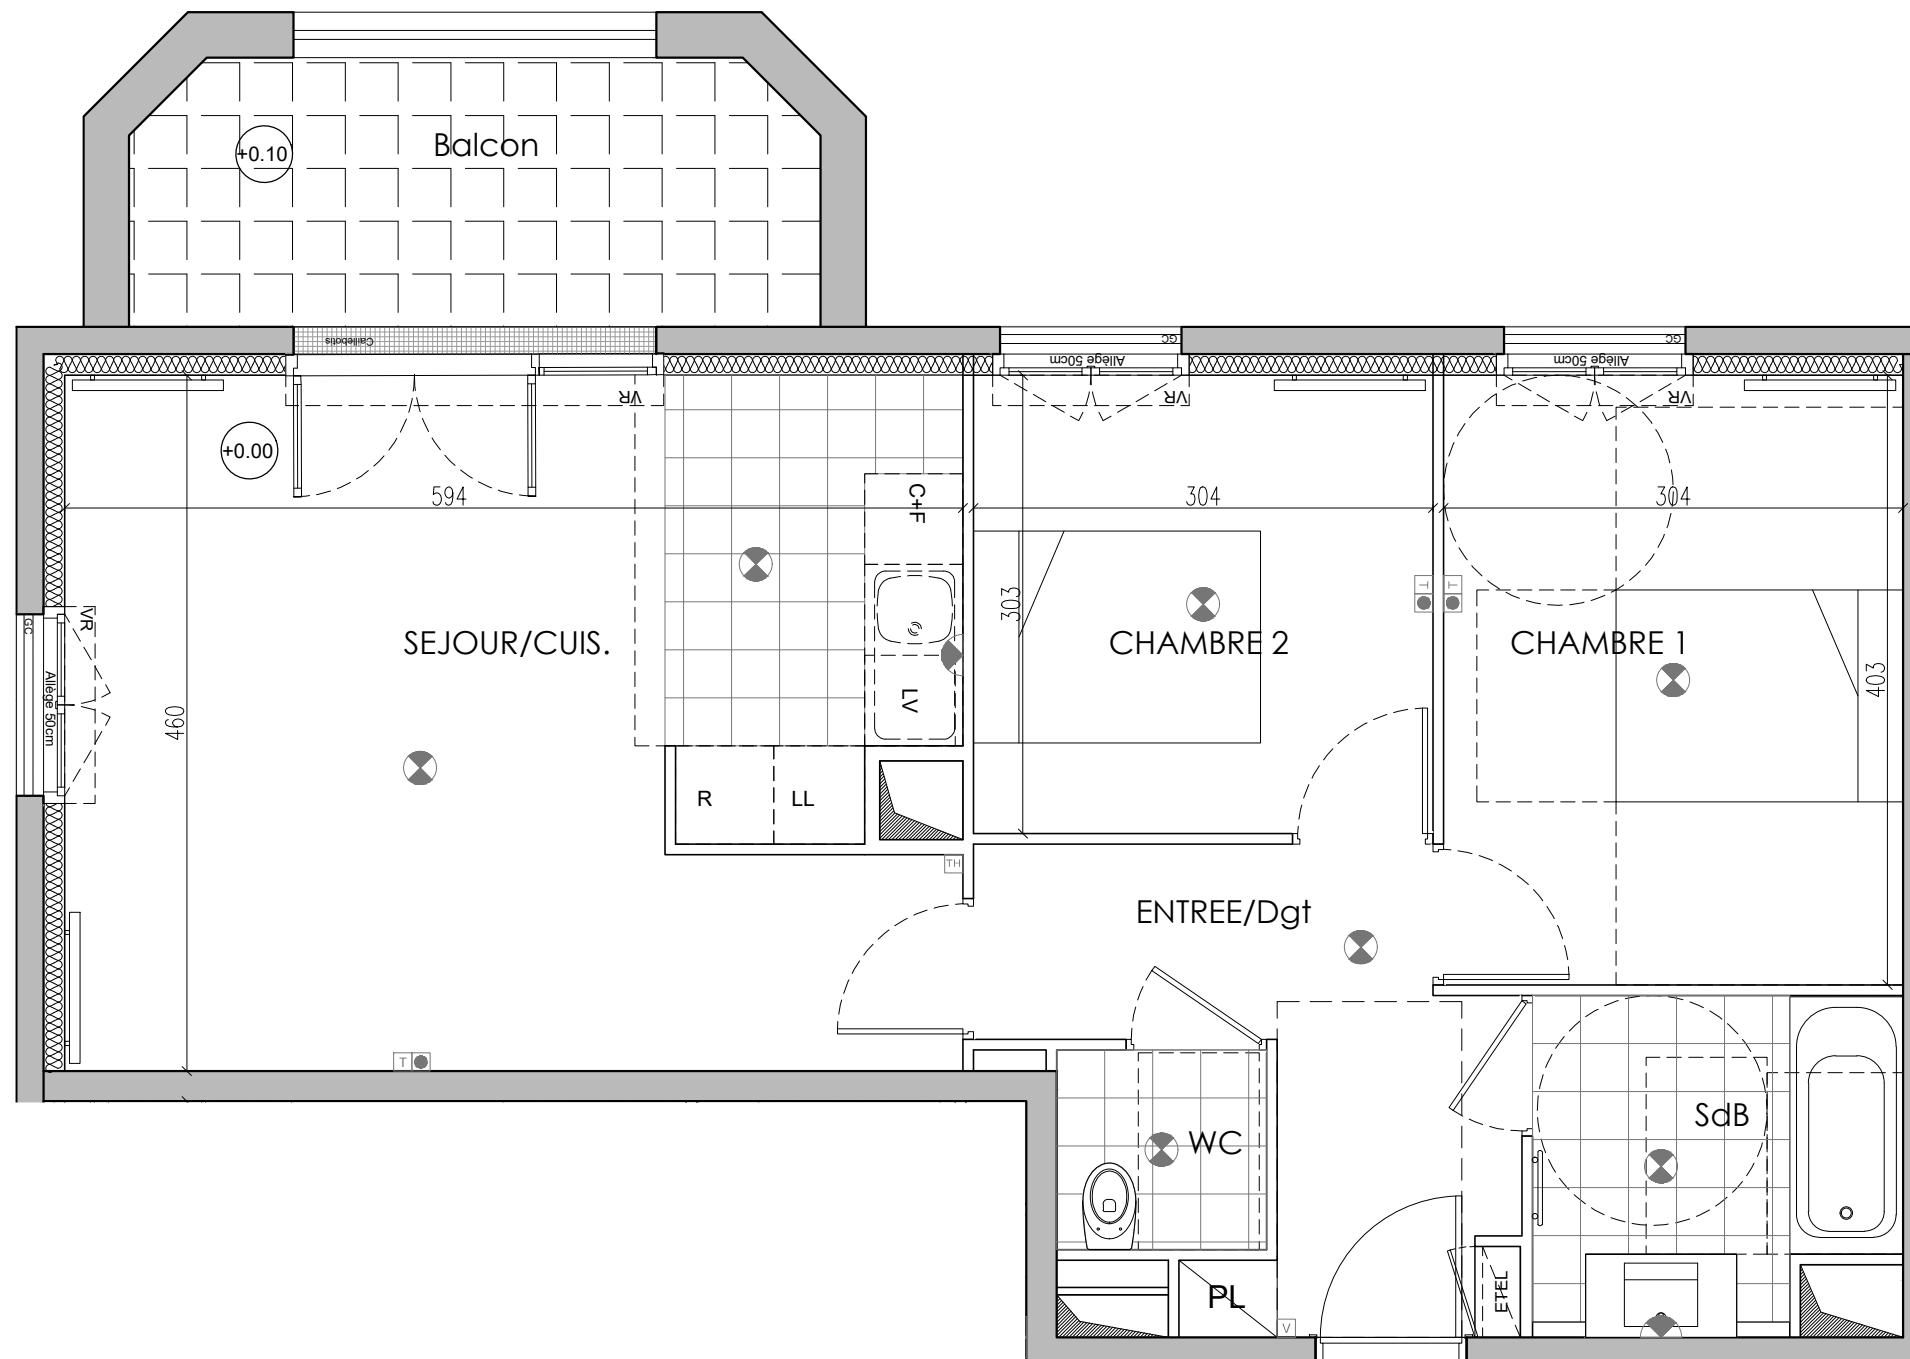 Balcon
+0.10
Caillebotis
GC
GC
Allège 50cm
Allège 50cm
VR
VR
VR
+0.00
594
304
304
C+F
303
T
T
GC
VR
SEJOUR/CUIS.
CHAMBRE 2
CHAMBRE 1
403
Allège 50cm
460
LV
R
LL
TH
ENTREE/Dgt
T
SdB
WC
PL
ETEL
V